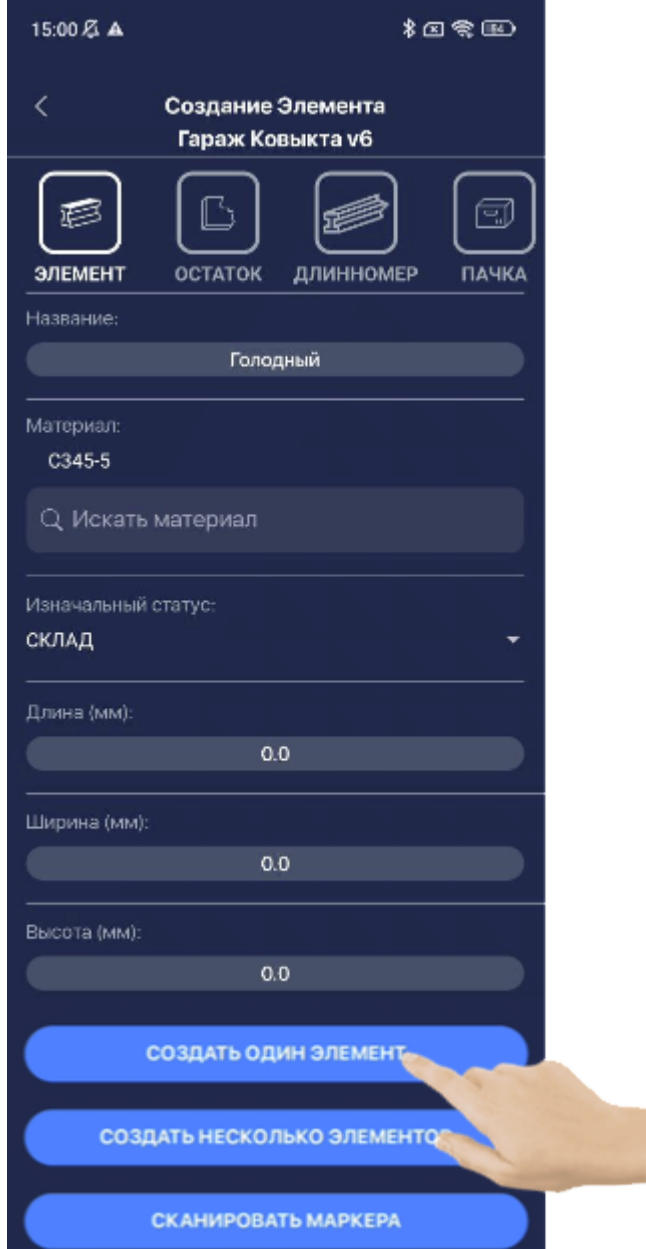 15:00
54
Создание Элемента
Гараж Ковыкта v6
ЭЛЕМЕНТ ОСТАТОК ДЛИННОМЕР ПАЧКА
Название:
Голодный
Материал:
С345-5
Искать материал
Изначальный статус:
СКЛАД
Длина (мм):
0.0
Ширина (мм):
0.0
Высота (мм):
0.0
СОЗДАТЬ ОДИН ЭЛЕМЕНТ
СОЗДАТЬ НЕСКОЛЬКО ЭЛЕМЕНТОВ
СКАНИРОВАТЬ МАРКЕРА